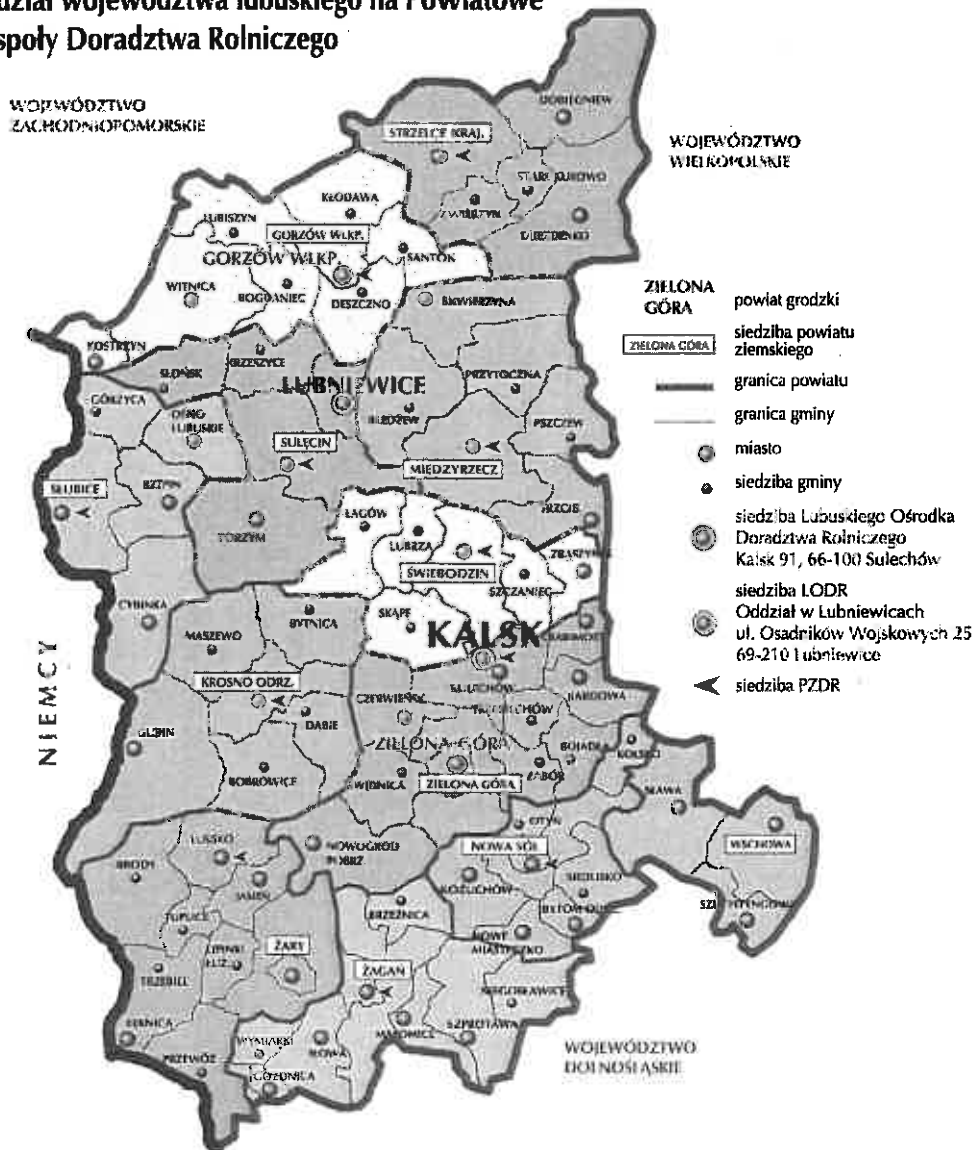 dział województwa lubuskiego na Powiatowe
społy Doradztwa Rolniczego
WOJEWÓDZTWO
ZACHODNIOPOMORSKIE
DOBIEGNIEW
STRZELCE KRAJ.
WOJEWÓDZTWO
WIELKOPOLSKIE
STARE KUROWO
KŁODAWA
ZWIERZYN
LUBISZYN
GORZÓW WLKP.
DREZDENKO
GORZÓW WLKP.
SANTOK
WITNICA
BOGDANIEC
DESZCZNO
SKWIERZYNA
ZIELONA
GÓRA
powiat grodzki
ZIELONA GÓRA
siedziba powiatu
ziemskiego
KOSTRZYN
SŁOŃSK
KRZESZYCE
LUBNIEWICE
PRZYTOCZNA
granica powiatu
GÓRZYCA
OŚNO
LUBUSKIE
BLEDZEW
PSZCZEW
granica gminy
SULĘCIN
MIĘDZYRZECZ
miasto
SŁUBICE
RZEPIN
siedziba gminy
TORZYM
ŁAGÓW
LUBRZA
TRZCIEL
siedziba Lubuskiego Ośrodka
Doradztwa Rolniczego
Kalsk 91, 66-100 Sulechów
ŚWIEBODZIN
ZBĄSZYNEK
SZCZANIEC
siedziba LODR
Oddział w Lubniewicach
ul. Osadników Wojskowych 25
69-210 Lubniewice
CYBINKA
BYTNICA
SKĄPE
MASZEWO
KALSK
BABIMOST
siedziba PZDR
NIEMCY
KROSNO ODRZ.
CZERWIEŃSK
SULECHÓW
KARGOWA
TRZEBIECHÓW
DĄBIE
GUBIN
ZIELONA GÓRA
BOJADŁA
KOLSKO
BOBROWICE
ŚWIDNICA
ZIELONA GÓRA
ZABÓR
SŁAWA
OTYŃ
LUBSKO
NOWOGRÓD
BOBRZ.
NOWA SÓL
WSCHOWA
BRODY
JASIEŃ
KOŻUCHÓW
SIEDLISKO
TUPLICE
BRZEŹNICA
BYTOM ODRZ.
SZLICHTYNGOWA
LIPINKI
ŁUŻ.
ŻARY
NOWE
MIASTECZKO
TRZEBIEL
ŻAGAŃ
NIEGOSŁAWICE
ŁĘKNICA
MAŁOMICE
SZPROTAWA
WYMIARKI
IŁOWA
PRZEWÓZ
GOZDNICA
WOJEWÓDZTWO
DOLNOŚLĄSKIE